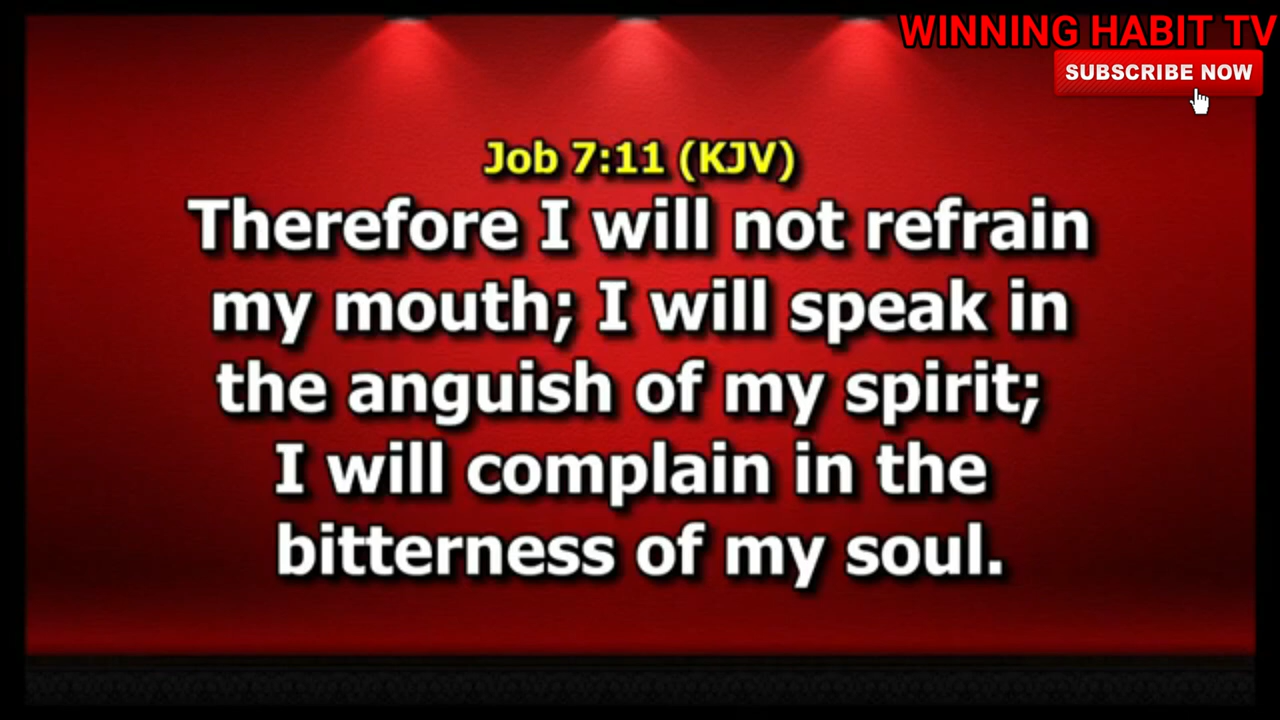 WINNING HABIT TV
SUBSCRIBE NOW
Job 7:11 (KJV)
Therefore I will not refrain
my mouth; I will speak in
the anguish of my spirit;
I will complain in the
bitterness of my soul.